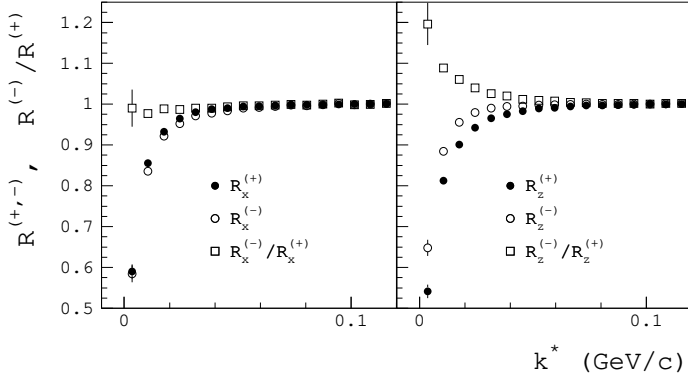 R^(+,-), R^(-)/R^(+)
1.2
1.1
1
0.9
0.8
0.7
0.6
0.5
R_x^(+)
R_x^(-)
R_x^(-)/R_x^(+)
0
0.1
R_z^(+)
R_z^(-)
R_z^(-)/R_z^(+)
0
0.1
k^* (GeV/c)